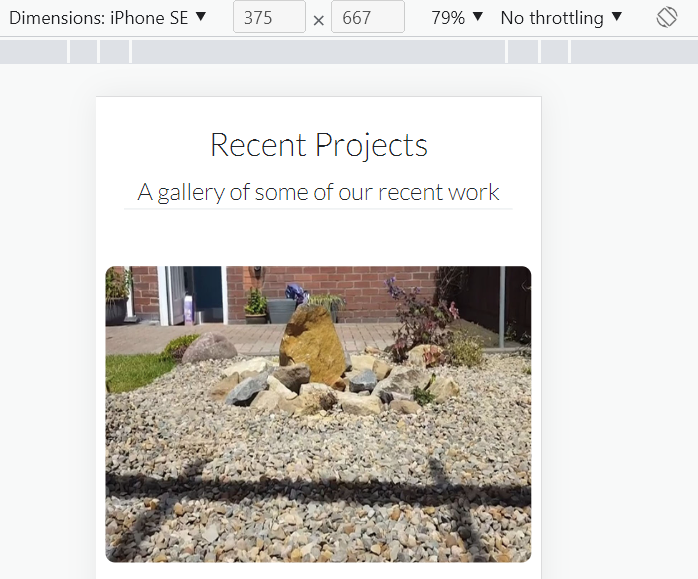 Dimensions: iPhone SE ▼ 375 × 667 79% ▼ No throttling ▼
Recent Projects
A gallery of some of our recent work